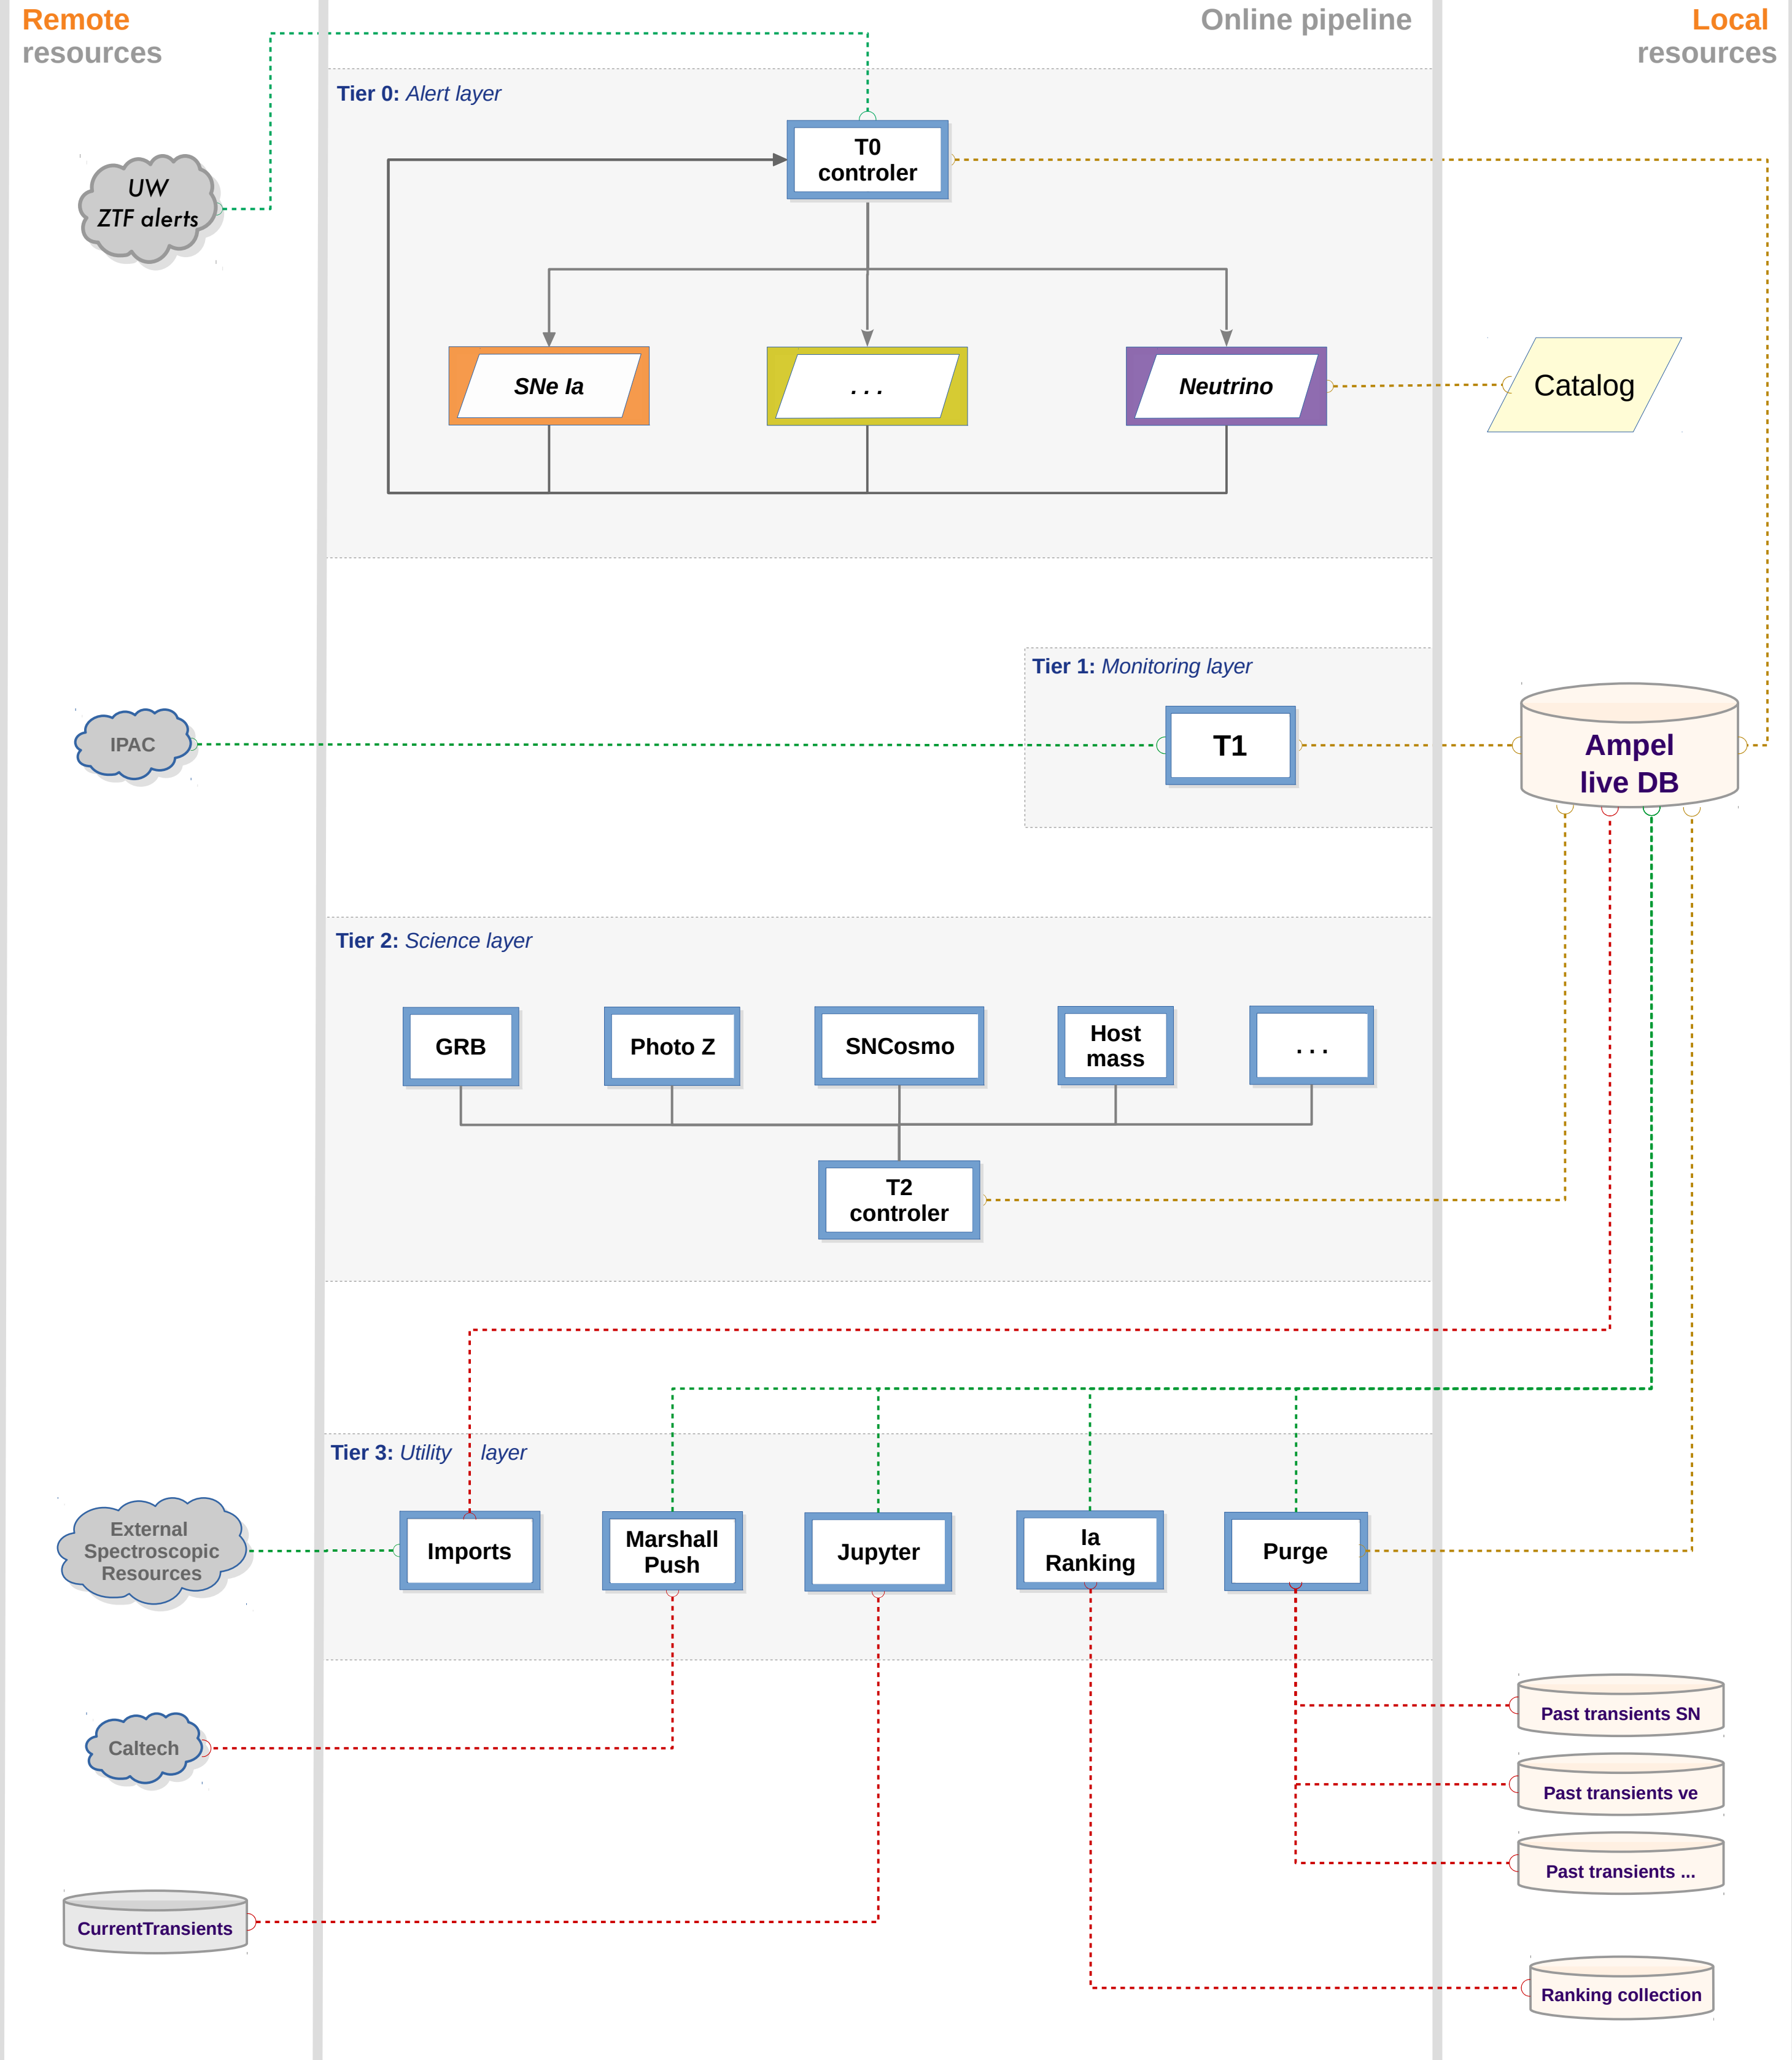 Remote
resources
Online pipeline
Local
resources
Tier 0: Alert layer
T0
controler
UW
ZTF alerts
SNe Ia
. . .
Neutrino
Catalog
Tier 1: Monitoring layer
IPAC
T1
Ampel
live DB
Tier 2: Science layer
GRB
Photo Z
SNCosmo
Host
mass
. . .
T2
controler
Tier 3: Utility layer
External
Spectroscopic
Resources
Imports
Marshall
Push
Jupyter
Ia
Ranking
Purge
Past transients SN
Caltech
Past transients ve
Past transients ...
CurrentTransients
Ranking collection